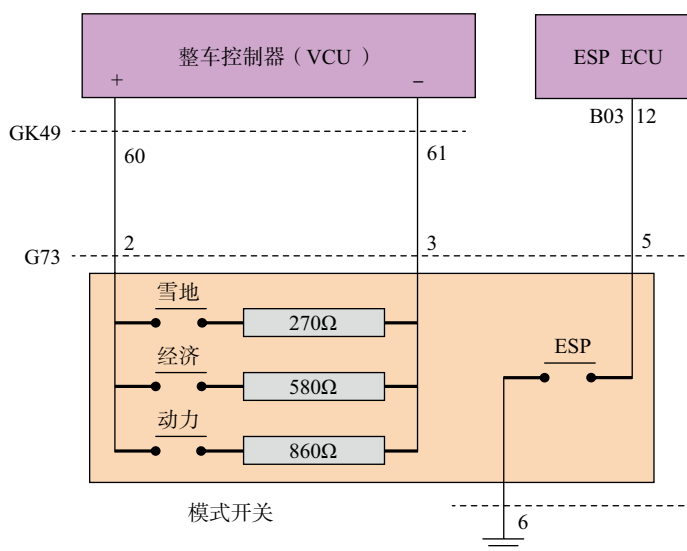 整车控制器（VCU ）
ESP ECU
+
−
B03 12
GK49
60
61
G73
2
3
5
雪地
270Ω
经济
580Ω
ESP
动力
860Ω
模式开关
6